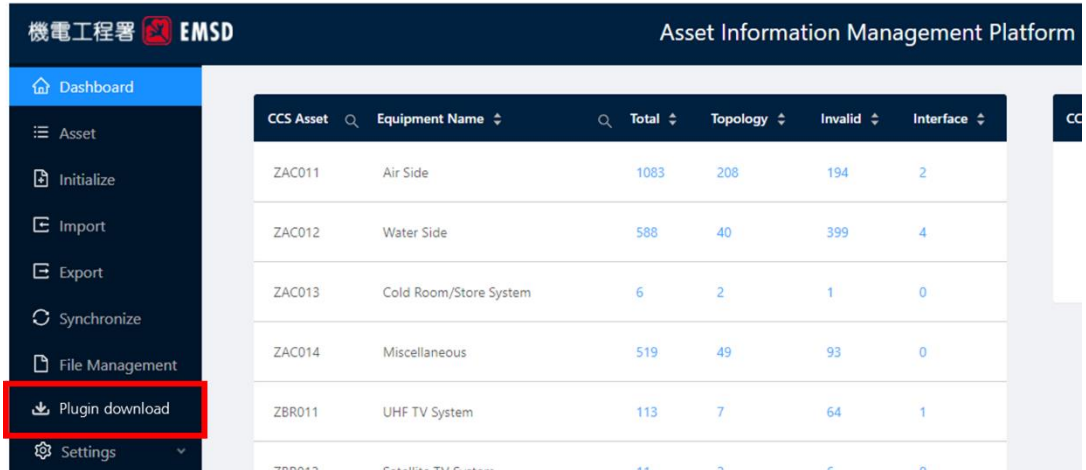 機電工程署 EMSD
Asset Information Management Platform
Dashboard
Asset
Initialize
Import
Export
Synchronize
File Management
Plugin download
Settings
CCS Asset Equipment Name Total Topology Invalid Interface CC
ZAC011 Air Side 1083 208 194 2
ZAC012 Water Side 588 40 399 4
ZAC013 Cold Room/Store System 6 2 1 0
ZAC014 Miscellaneous 519 49 93 0
ZBR011 UHF TV System 113 7 64 1